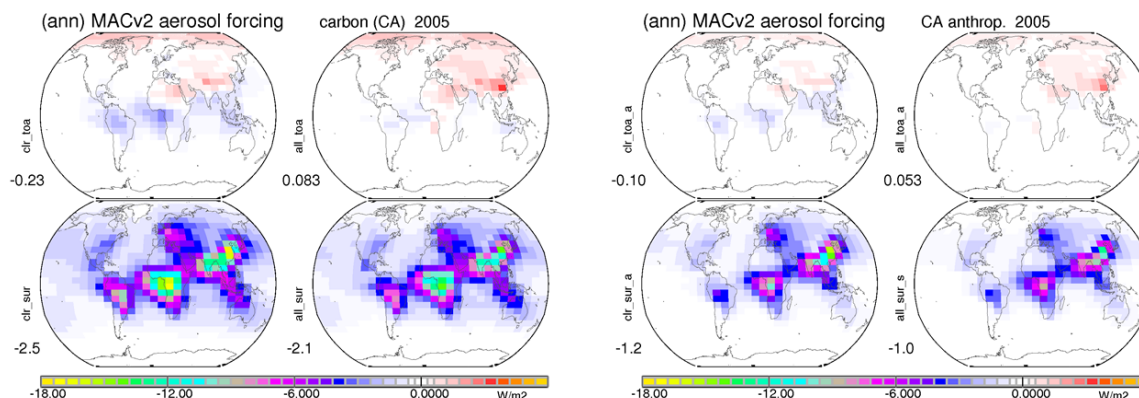 (ann) MACv2 aerosol forcing carbon (CA) 2005
clr_toa
-0.23
all_toa
0.083
clr_sur
-2.5
all_sur
-2.1
-18.00 -12.00 -6.000 0.0000 W/m2
(ann) MACv2 aerosol forcing CA anthrop. 2005
clr_toa_a
-0.10
all_toa_a
0.053
clr_sur_a
-1.2
all_sur_s
-1.0
-18.00 -12.00 -6.000 0.0000 W/m2